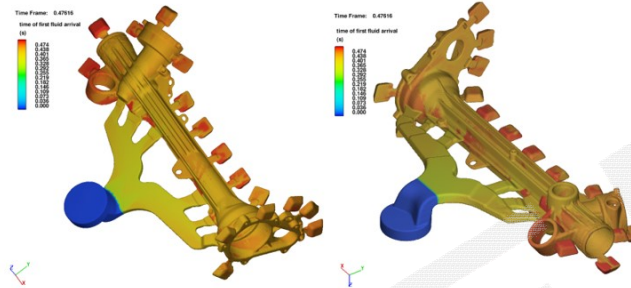 Time Frame: 0.47616
time of first fluid arrival
(s)
0.474
0.438
0.401
0.365
0.328
0.292
0.255
0.219
0.182
0.146
0.109
0.073
0.036
0.000
Z
Y
X
Time Frame: 0.47616
time of first fluid arrival
(s)
0.474
0.438
0.401
0.365
0.328
0.292
0.255
0.219
0.182
0.146
0.109
0.073
0.036
0.000
X
Y
Z